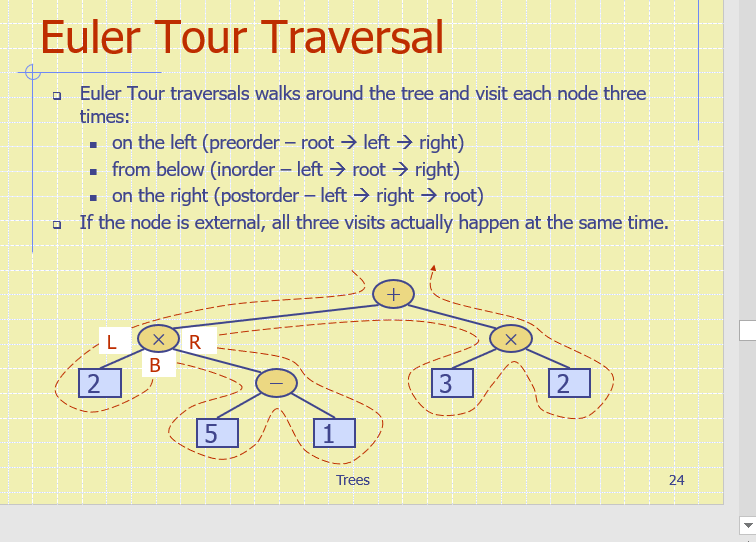 Euler Tour Traversal
Euler Tour traversals walks around the tree and visit each node three
times:
on the left (preorder – root → left → right)
from below (inorder – left → root → right)
on the right (postorder – left → right → root)
If the node is external, all three visits actually happen at the same time.
+
L × R ×
B
2 − 3 2
5 1
Trees 24